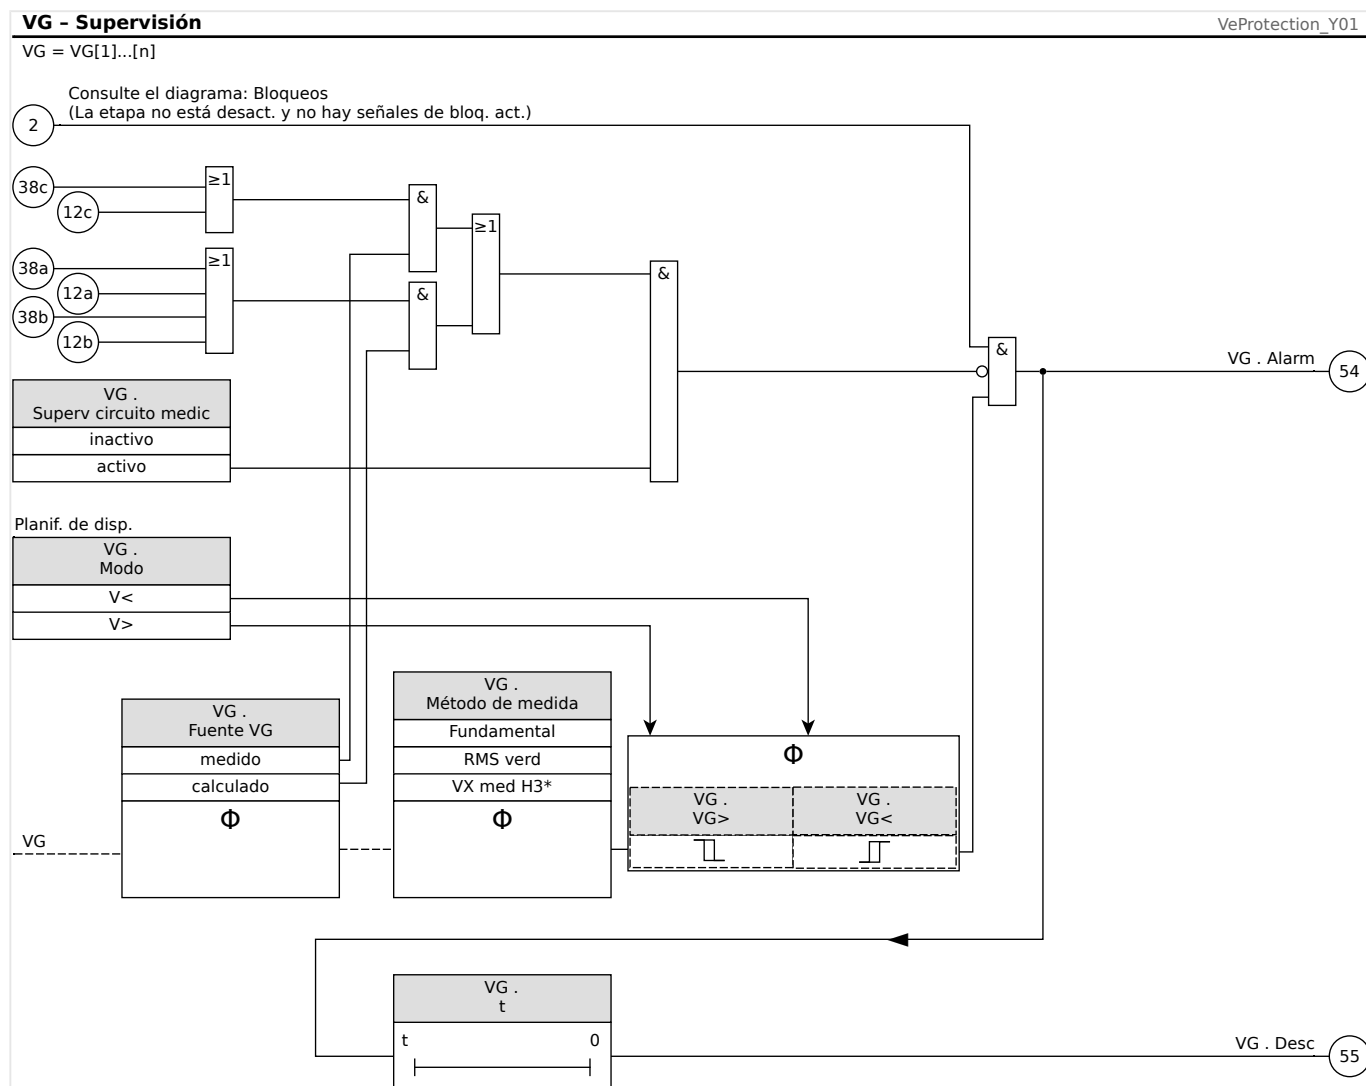 VG – Supervisión
VeProtection_Y01
VG = VG[1]...[n]
Consulte el diagrama: Bloqueos
(La etapa no está desact. y no hay señales de bloq. act.)
2
38c
12c
≥1
&
≥1
38a
12a
38b
12b
≥1
&
&
&
VG . Alarm
54
VG .
Superv circuito medic
inactivo
activo
Planif. de disp.
VG .
Modo
V<
V>
VG .
Fuente VG
medido
calculado
Φ
VG
VG .
Método de medida
Fundamental
RMS verd
VX med H3*
Φ
Φ
VG .
VG>
VG .
VG<
VG .
t
t
0
VG . Desc
55